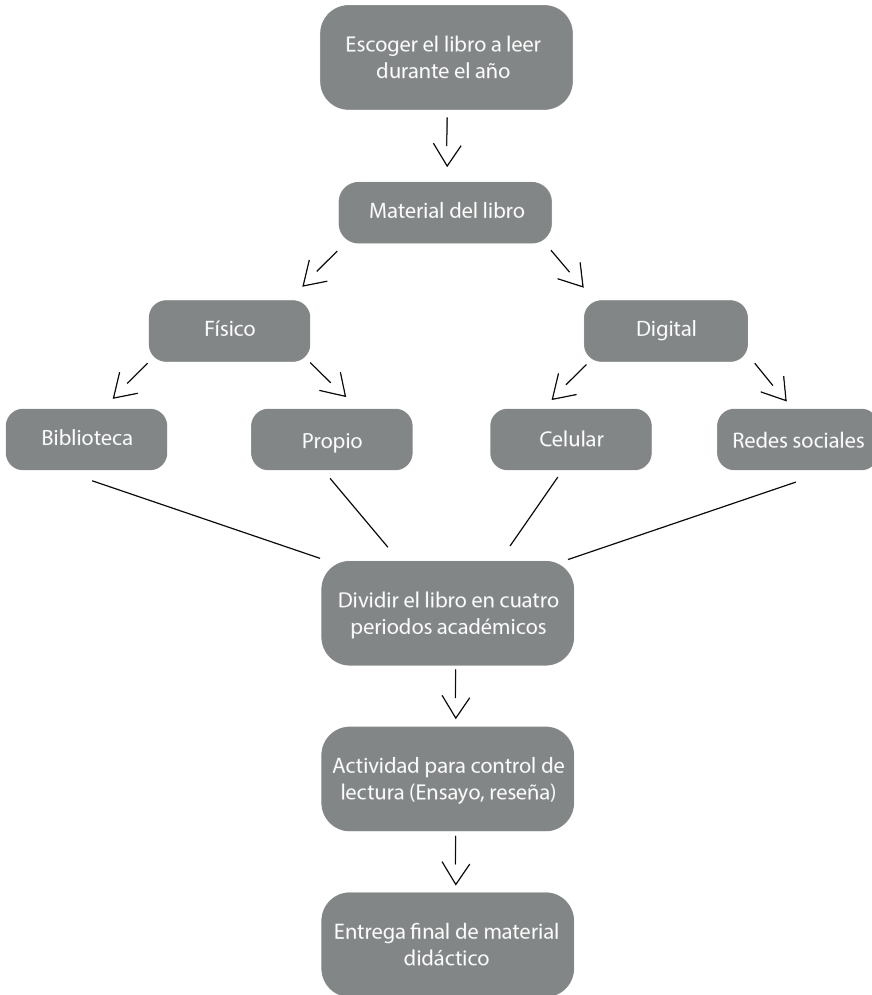 Escoger el libro a leer
durante el año
Material del libro
Físico
Digital
Biblioteca
Propio
Celular
Redes sociales
Dividir el libro en cuatro
periodos académicos
Actividad para control de
lectura (Ensayo, reseña)
Entrega final de material
didáctico